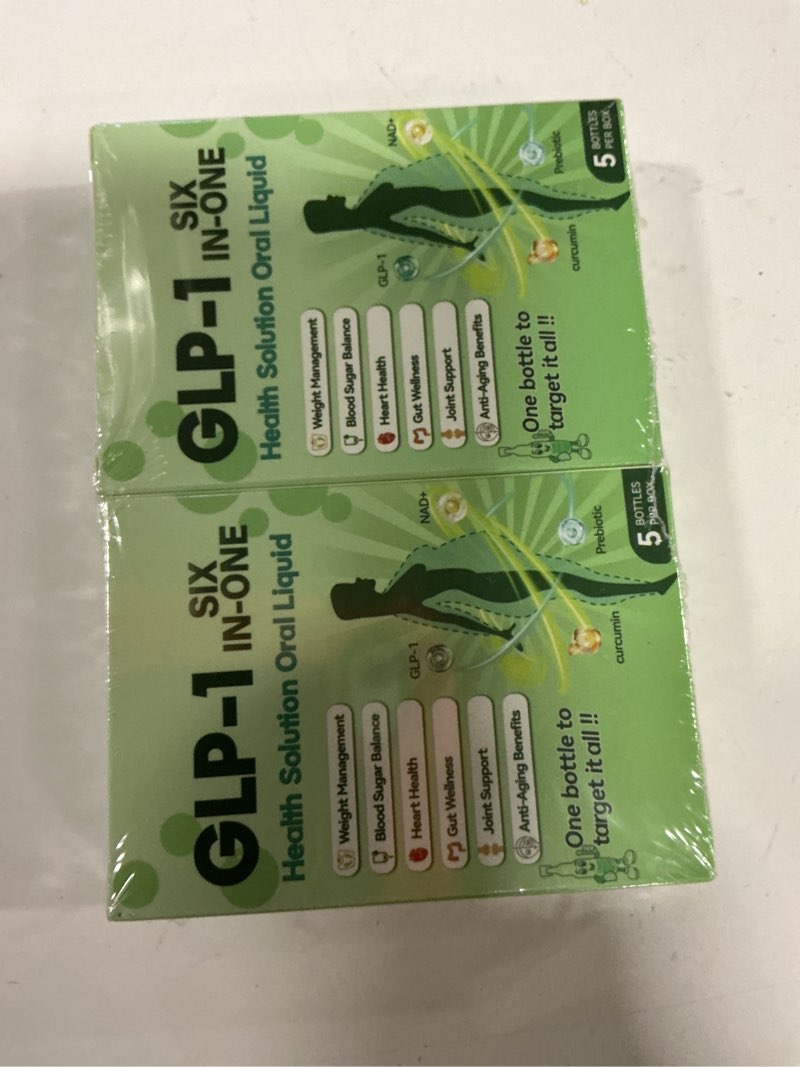 GLP-1 SIX
IN-ONE
Health Solution Oral Liquid
Weight Management
Blood Sugar Balance
Heart Health
Gut Wellness
Joint Support
Anti-Aging Benefits
One bottle to
target it all !!
NAD+
Prebiotic
GLP-1
curcumin
5 BOTTLES
PER BOX
GLP-1 SIX
IN-ONE
Health Solution Oral Liquid
Weight Management
Blood Sugar Balance
Heart Health
Gut Wellness
Joint Support
Anti-Aging Benefits
One bottle to
target it all !!
NAD+
Prebiotic
GLP-1
curcumin
5 BOTTLES
PER BOX